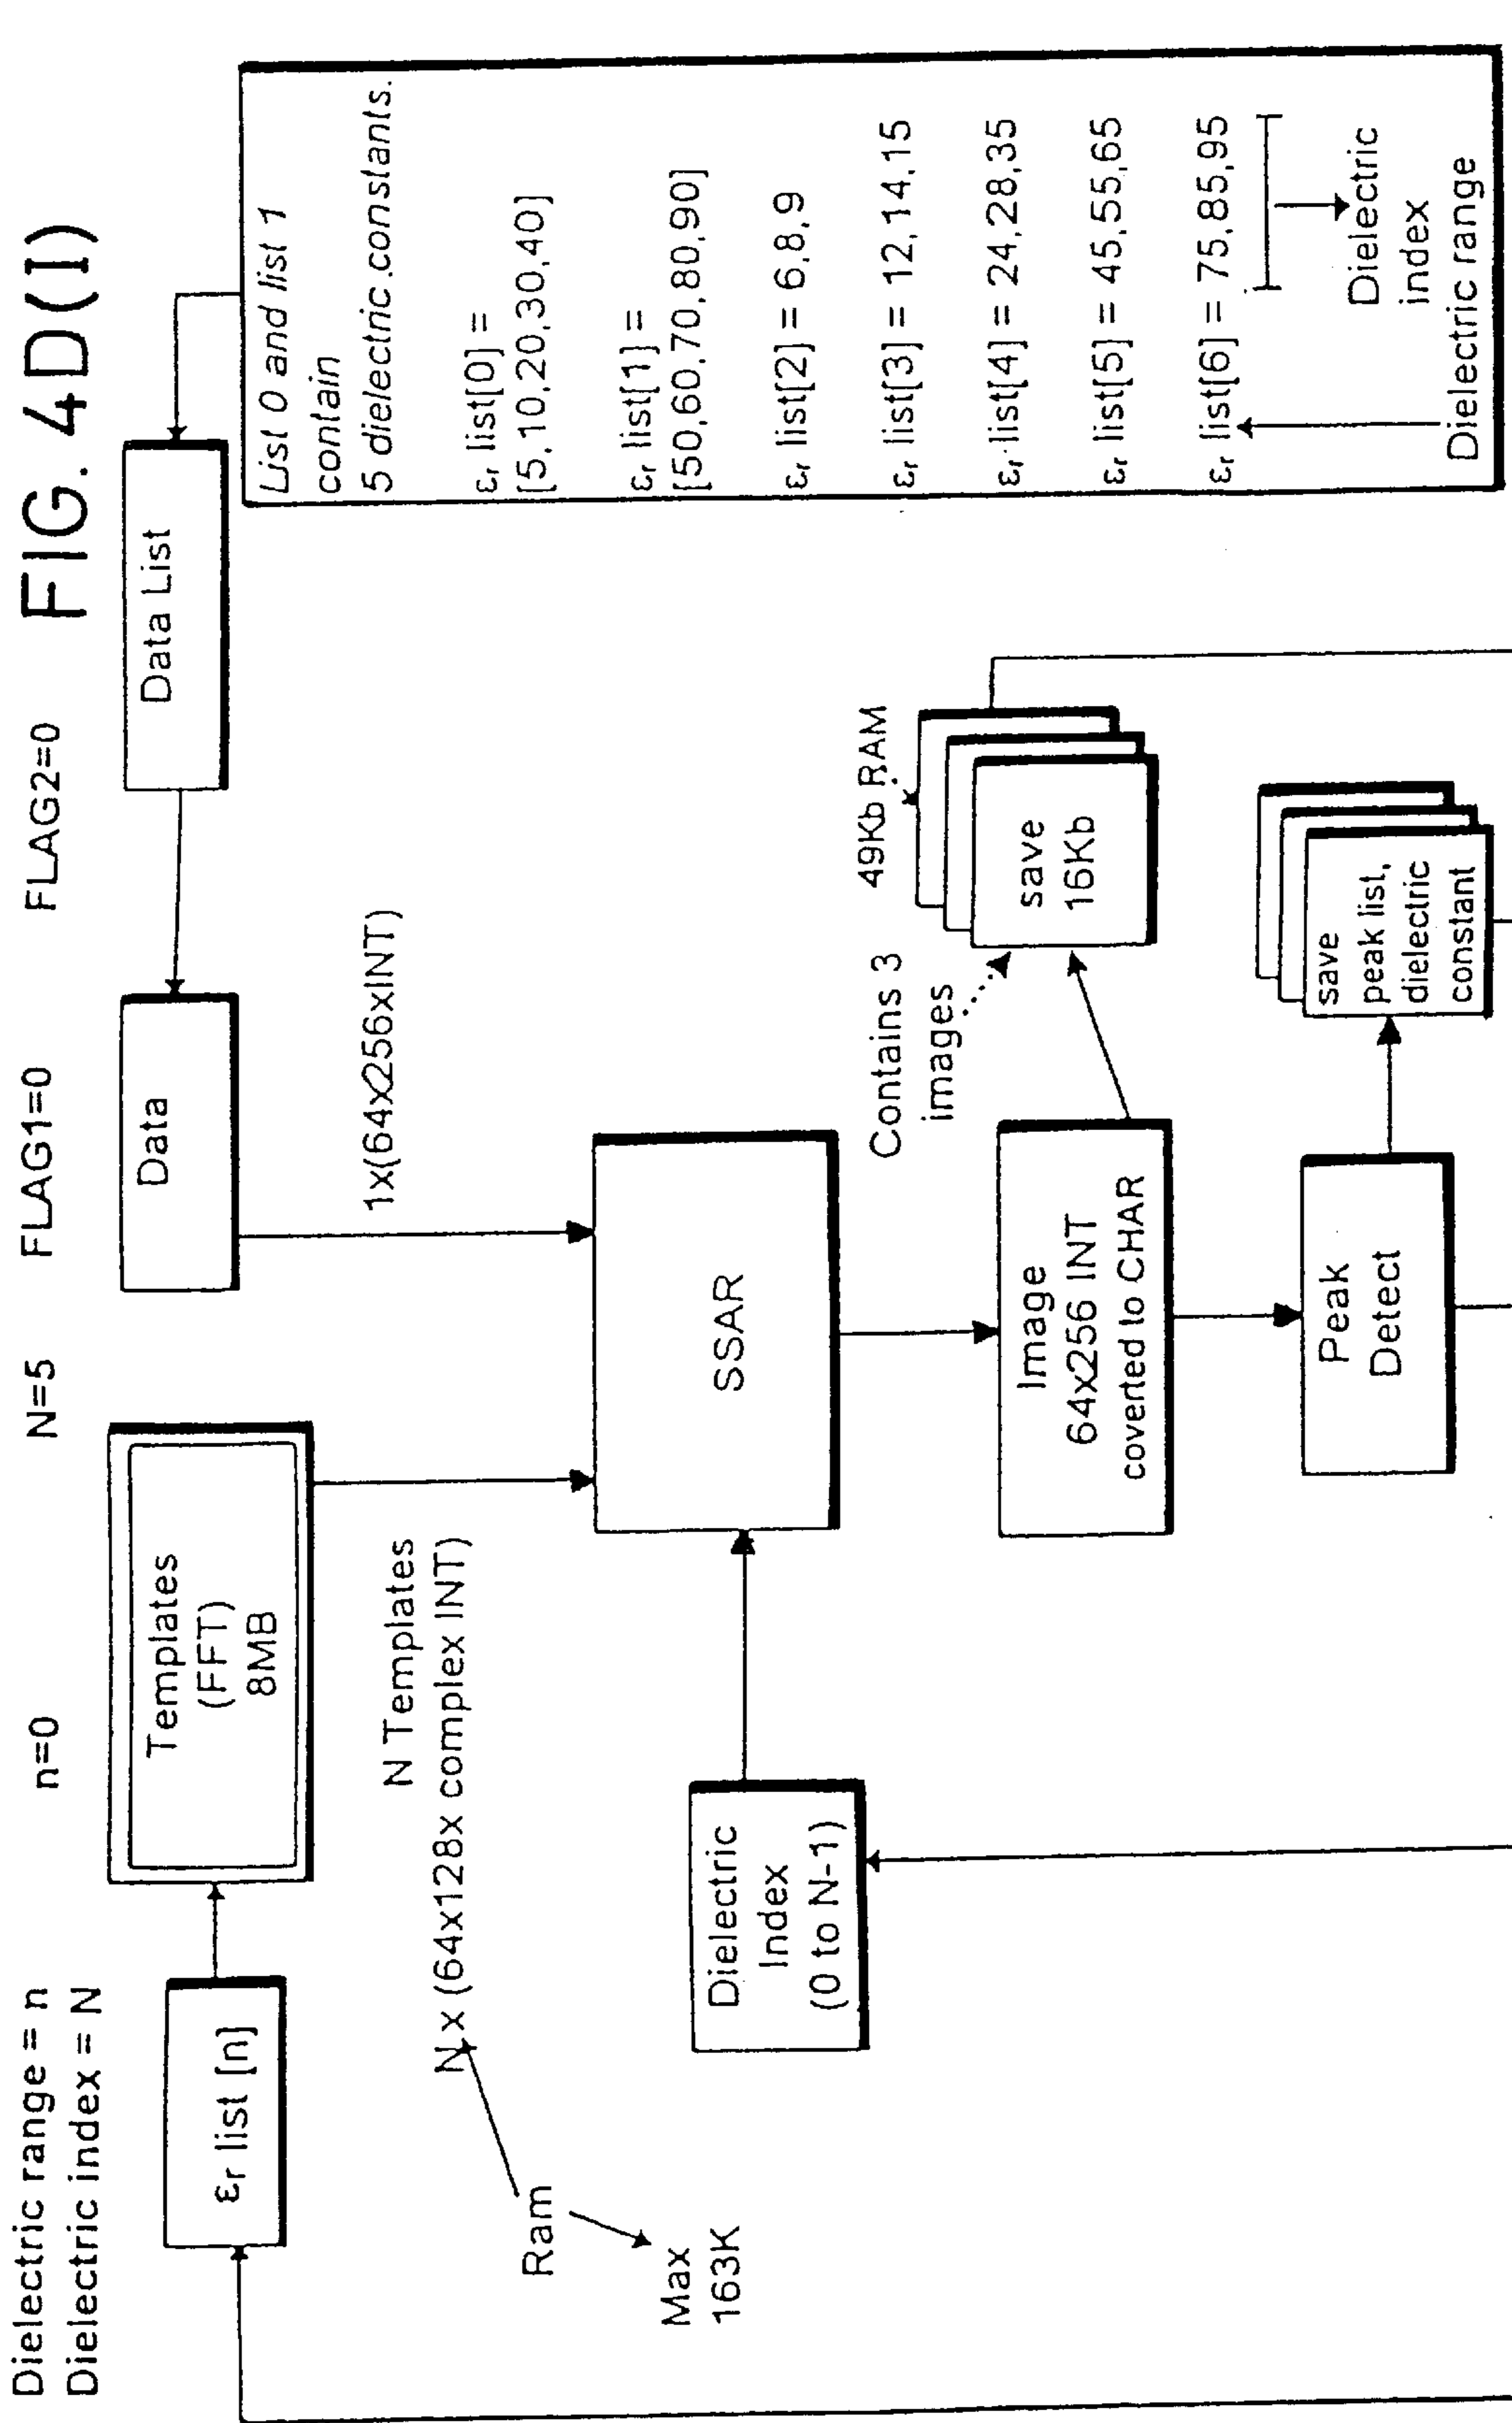 FIG. 4D(I)
Dielectric range = n
Dielectric index = N
n=0
N=5
FLAG1=0
FLAG2=0
εr list [n]
Templates
(FFT)
8MB
Data
Data List
List 0 and list 1
contain
5 dielectric constants.
εr list[0] =
[5,10,20,30,40]
εr list[1] =
[50,60,70,80,90]
εr list[2] = 6,8,9
εr list[3] = 12,14,15
εr list[4] = 24,28,35
εr list[5] = 45,55,65
εr list[6] = 75,85,95
Dielectric
index
Dielectric range
N Templates
N x (64x128x complex INT)
1x(64x256xINT)
Ram
Max
163K
Dielectric
Index
(0 to N-1)
SSAR
Contains 3
images
49Kb RAM
save
16Kb
Image
64x256 INT
coverted to CHAR
Peak
Detect
save
peak list,
dielectric
constant